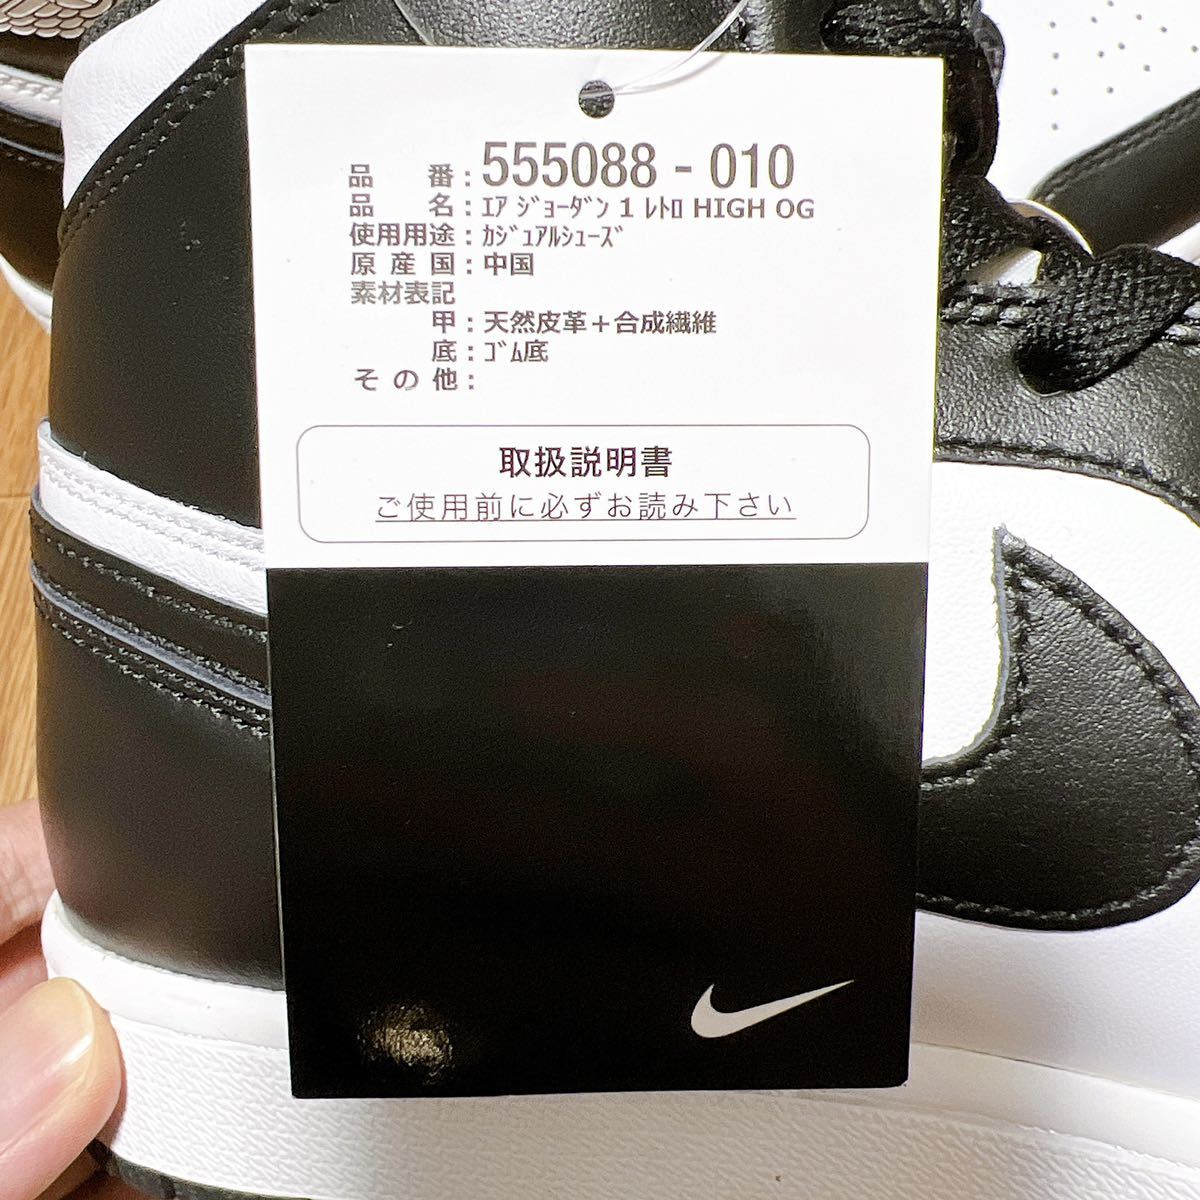 品番:555088-010
品名:ｴｱ ｼﾞｮｰﾀﾞﾝ 1 ﾚﾄﾛ HIGH OG
使用用途:ｶｼﾞｭｱﾙｼｭｰｽﾞ
原産国:中国
素材表記
甲:天然皮革＋合成繊維
底:ｺﾞﾑ底
その他:
取扱説明書
ご使用前に必ずお読み下さい